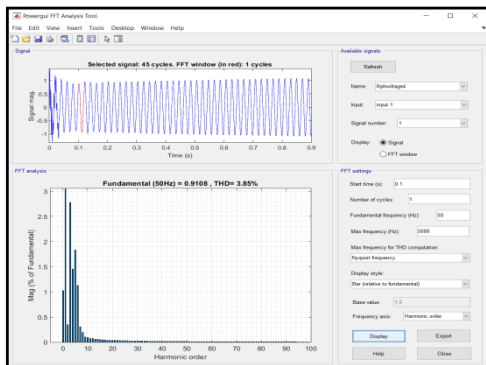 Powergui FFT Analysis Tool.
File Edit View Insert Tools Desktop Window Help
Signal
Selected signal: 45 cycles. FFT window (in red): 1 cycles
Signal mag.
1
0.5
0
-0.5
-1
0 0.1 0.2 0.3 0.4 0.5 0.6 0.7 0.8 0.9
Time (s)
FFT analysis
Fundamental (50Hz) = 0.9168 , THD= 3.85%
Mag (% of Fundamental)
3
2.5
2
1.5
1
0.5
0
0 10 20 30 40 50 60 70 80 90 100
Harmonic order
Available signals
Refresh
Name:
Input: input 1
Signal number: 1
Display: Signal
FFT window
FFT settings
Start time (s): 0.1
Number of cycles: 1
Fundamental frequency (Hz): 50
Max frequency (Hz): 5000
Max frequency for THD computation:
Nyquist frequency
Display style:
Bar (relative to fundamental)
Base value: 1.0
Frequency axis: Harmonic order
Display Export
Help Close